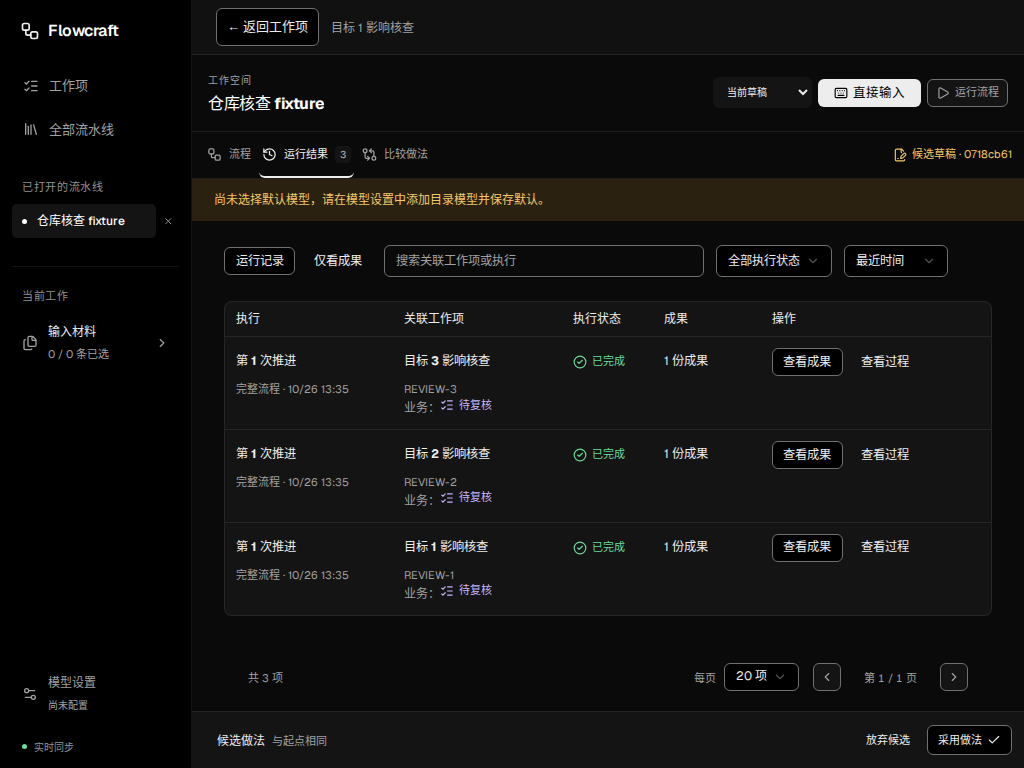 Flowcraft
← 返回工作项
目标 1 影响核查
工作项
全部流水线
已打开的流水线
仓库核查 fixture ×
当前工作
输入材料
0 / 0 条已选
模型设置
尚未配置
实时同步
工作空间
仓库核查 fixture
当前草稿
直接输入
运行流程
流程
运行结果 3
比较做法
候选草稿 · 0718cb61
尚未选择默认模型，请在模型设置中添加目录模型并保存默认。
运行记录
仅看成果
搜索关联工作项或执行
全部执行状态
最近时间
执行 关联工作项 执行状态 成果 操作
第 1 次推进 目标 3 影响核查 已完成 1 份成果 查看成果 查看过程
完整流程 · 10/26 13:35 REVIEW-3
业务： 待复核
第 1 次推进 目标 2 影响核查 已完成 1 份成果 查看成果 查看过程
完整流程 · 10/26 13:35 REVIEW-2
业务： 待复核
第 1 次推进 目标 1 影响核查 已完成 1 份成果 查看成果 查看过程
完整流程 · 10/26 13:35 REVIEW-1
业务： 待复核
共 3 项 每页 20 项 第 1 / 1 页
候选做法 与起点相同 放弃候选 采用做法